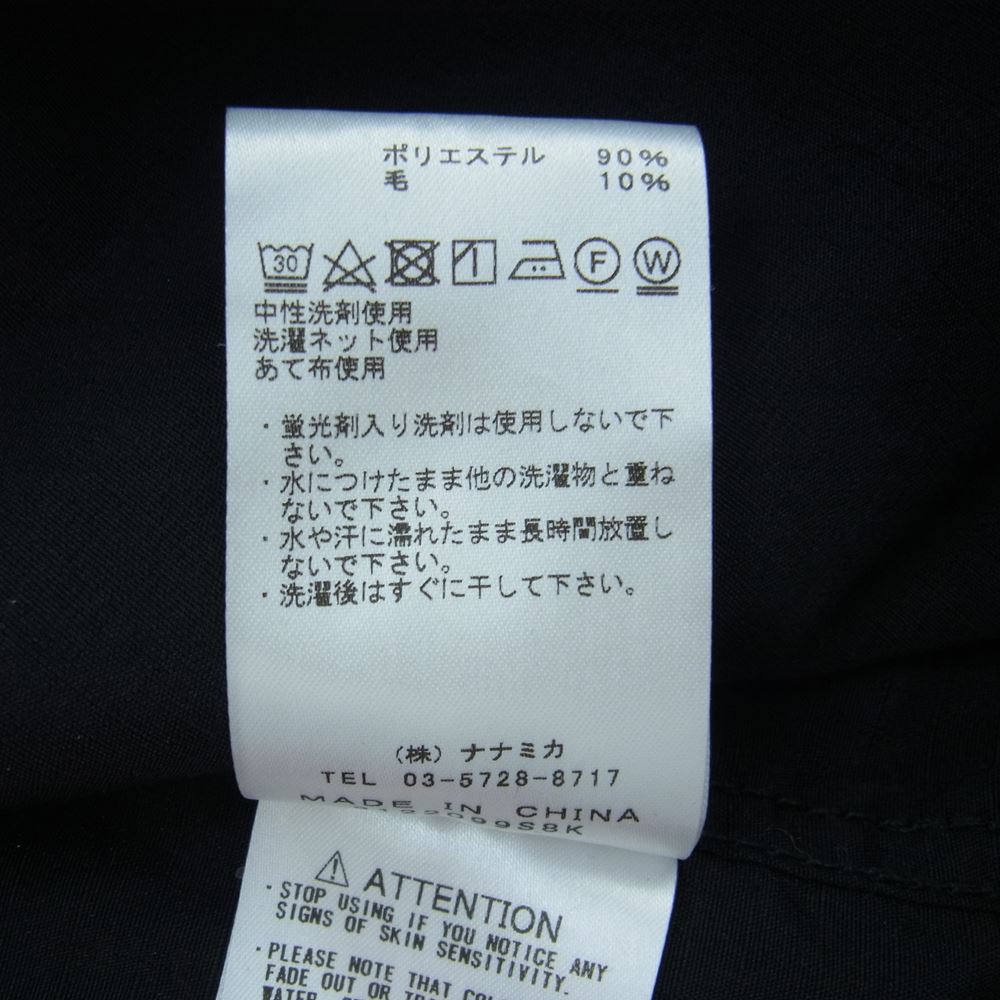 ポリエステル 90%
毛 10%
30 F W
中性洗剤使用
洗濯ネット使用
あて布使用
・蛍光剤入り洗剤は使用しないで下
さい。
・水につけたまま他の洗濯物と重ね
ないで下さい。
・水や汗に濡れたまま長時間放置し
ないで下さい。
・洗濯後はすぐに干して下さい。
(株)ナナミカ
TEL 03-5728-8717
MADE IN CHINA
99S8K
ATTENTION
・STOP USING IF YOU NOTICE ANY
SIGNS OF SKIN SENSITIVITY.
・PLEASE NOTE THAT
FADE OUT OR
WATER